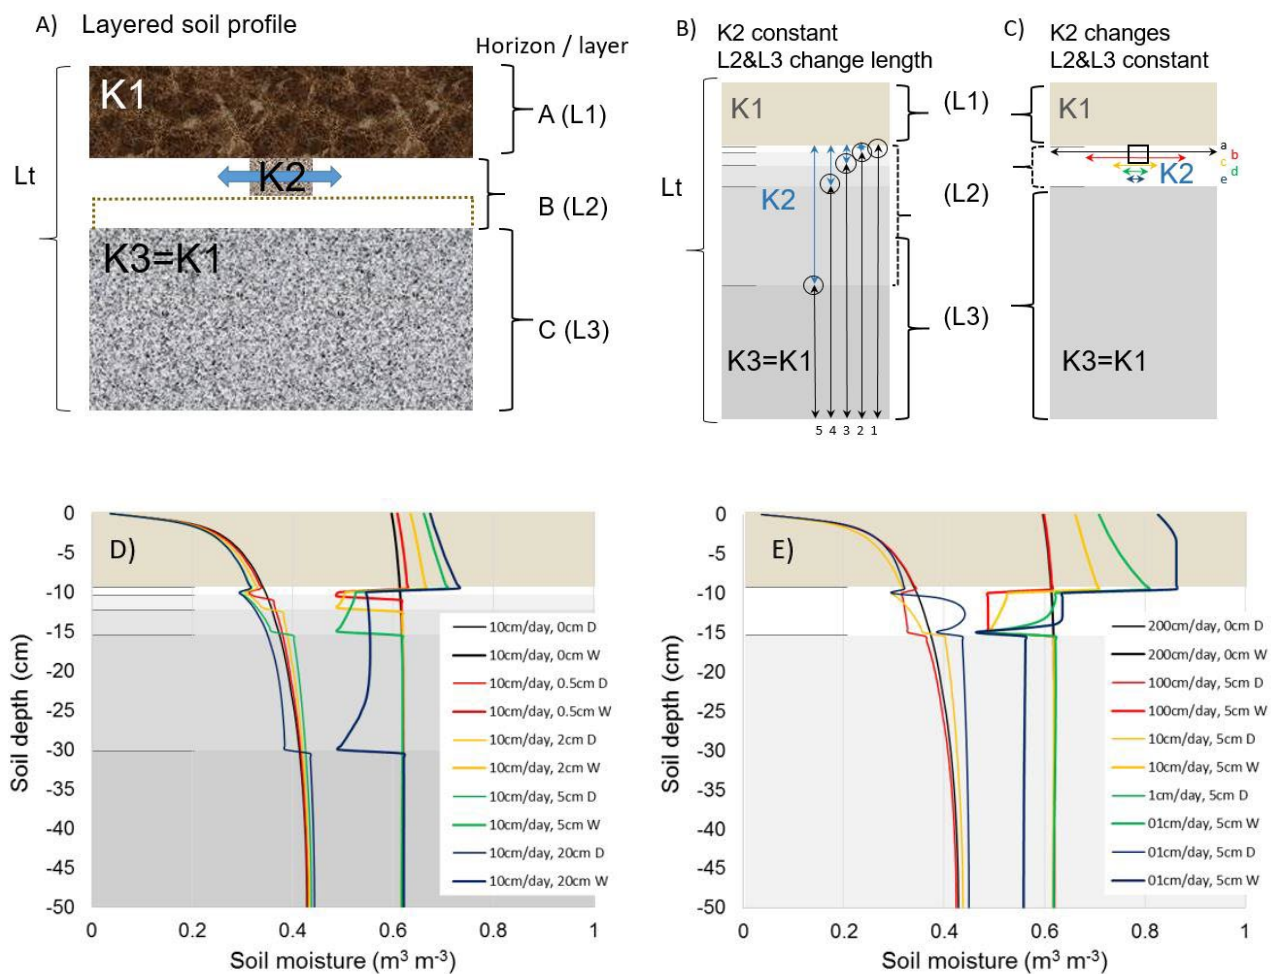 A) Layered soil profile
Horizon / layer
Lt
K1
A (L1)
K2
B (L2)
K3=K1
C (L3)
B) K2 constant
L2&L3 change length
Lt
K1
(L1)
K2
(L2)
(L3)
K3=K1
5 4 3 2 1
C) K2 changes
L2&L3 constant
K1
a
b
c
d
e
K2
K3=K1
D)
0
-5
-10
-15
-20
-25
-30
-35
-40
-45
-50
Soil depth (cm)
10cm/day, 0cm D
10cm/day, 0cm W
10cm/day, 0.5cm D
10cm/day, 0.5cm W
10cm/day, 2cm D
10cm/day, 2cm W
10cm/day, 5cm D
10cm/day, 5cm W
10cm/day, 20cm D
10cm/day, 20cm W
0 0.2 0.4 0.6 0.8 1
Soil moisture (m³ m⁻³)
E)
0
-5
-10
-15
-20
-25
-30
-35
-40
-45
-50
Soil depth (cm)
200cm/day, 0cm D
200cm/day, 0cm W
100cm/day, 5cm D
100cm/day, 5cm W
10cm/day, 5cm D
10cm/day, 5cm W
1cm/day, 5cm D
01cm/day, 5cm W
01cm/day, 5cm D
01cm/day, 5cm W
0 0.2 0.4 0.6 0.8 1
Soil moisture (m³ m⁻³)